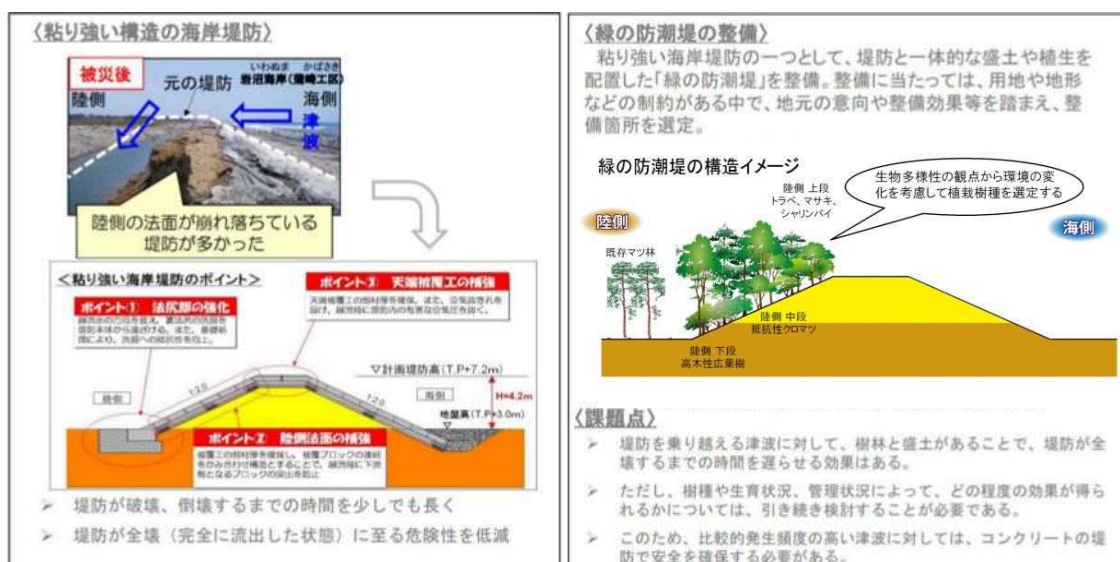 〈粘り強い構造の海岸堤防〉
被災後
元の堤防
いわぬま かばさき
岩沼海岸(蒲崎工区)
陸側
海側
津波
陸側の法面が崩れ落ちている
堤防が多かった
<粘り強い海岸堤防のポイント>
ポイント① 法尻部の強化
ポイント③ 天端被覆工の補強
▽計画堤防高(T.P+7.2m)
H=4.2m
陸側
1:2.0
1:2.0
海側
地盤高(T.P+3.0m)
ポイント② 陸側法面の補強
➢ 堤防が破壊、倒壊するまでの時間を少しでも長く
➢ 堤防が全壊(完全に流出した状態)に至る危険性を低減
〈緑の防潮堤の整備〉
粘り強い海岸堤防の一つとして、堤防と一体的な盛土や植生を
配置した「緑の防潮堤」を整備。整備に当たっては、用地や地形
などの制約がある中で、地元の意向や整備効果等を踏まえ、整
備箇所を選定。
緑の防潮堤の構造イメージ
生物多様性の観点から環境の変
化を考慮して植栽樹種を選定する
陸側 上段
トベラ、マサキ、
シャリンバイ
陸側
海側
既存マツ林
陸側 中段
抵抗性クロマツ
陸側 下段
高木性広葉樹
〈課題点〉
➢ 堤防を乗り越える津波に対して、樹林と盛土があることで、堤防が全
壊するまでの時間を遅らせる効果はある。
➢ ただし、樹種や生育状況、管理状況によって、どの程度の効果が得ら
れるかについては、引き続き検討することが必要である。
➢ このため、比較的発生頻度の高い津波に対しては、コンクリートの堤
防で安全を確保する必要がある。